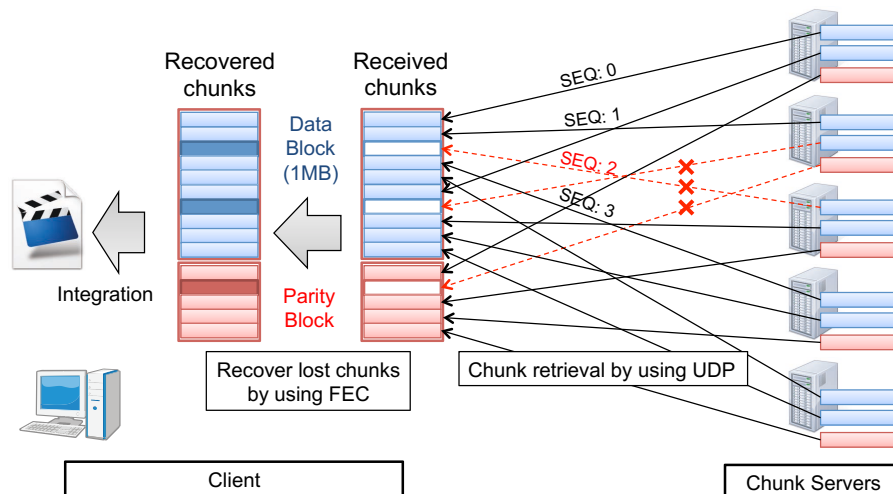 Recovered
chunks
Received
chunks
SEQ: 0
SEQ: 1
SEQ: 2
SEQ: 3
Data
Block
(1MB)
Integration
Parity
Block
Recover lost chunks
by using FEC
Chunk retrieval by using UDP
Client
Chunk Servers